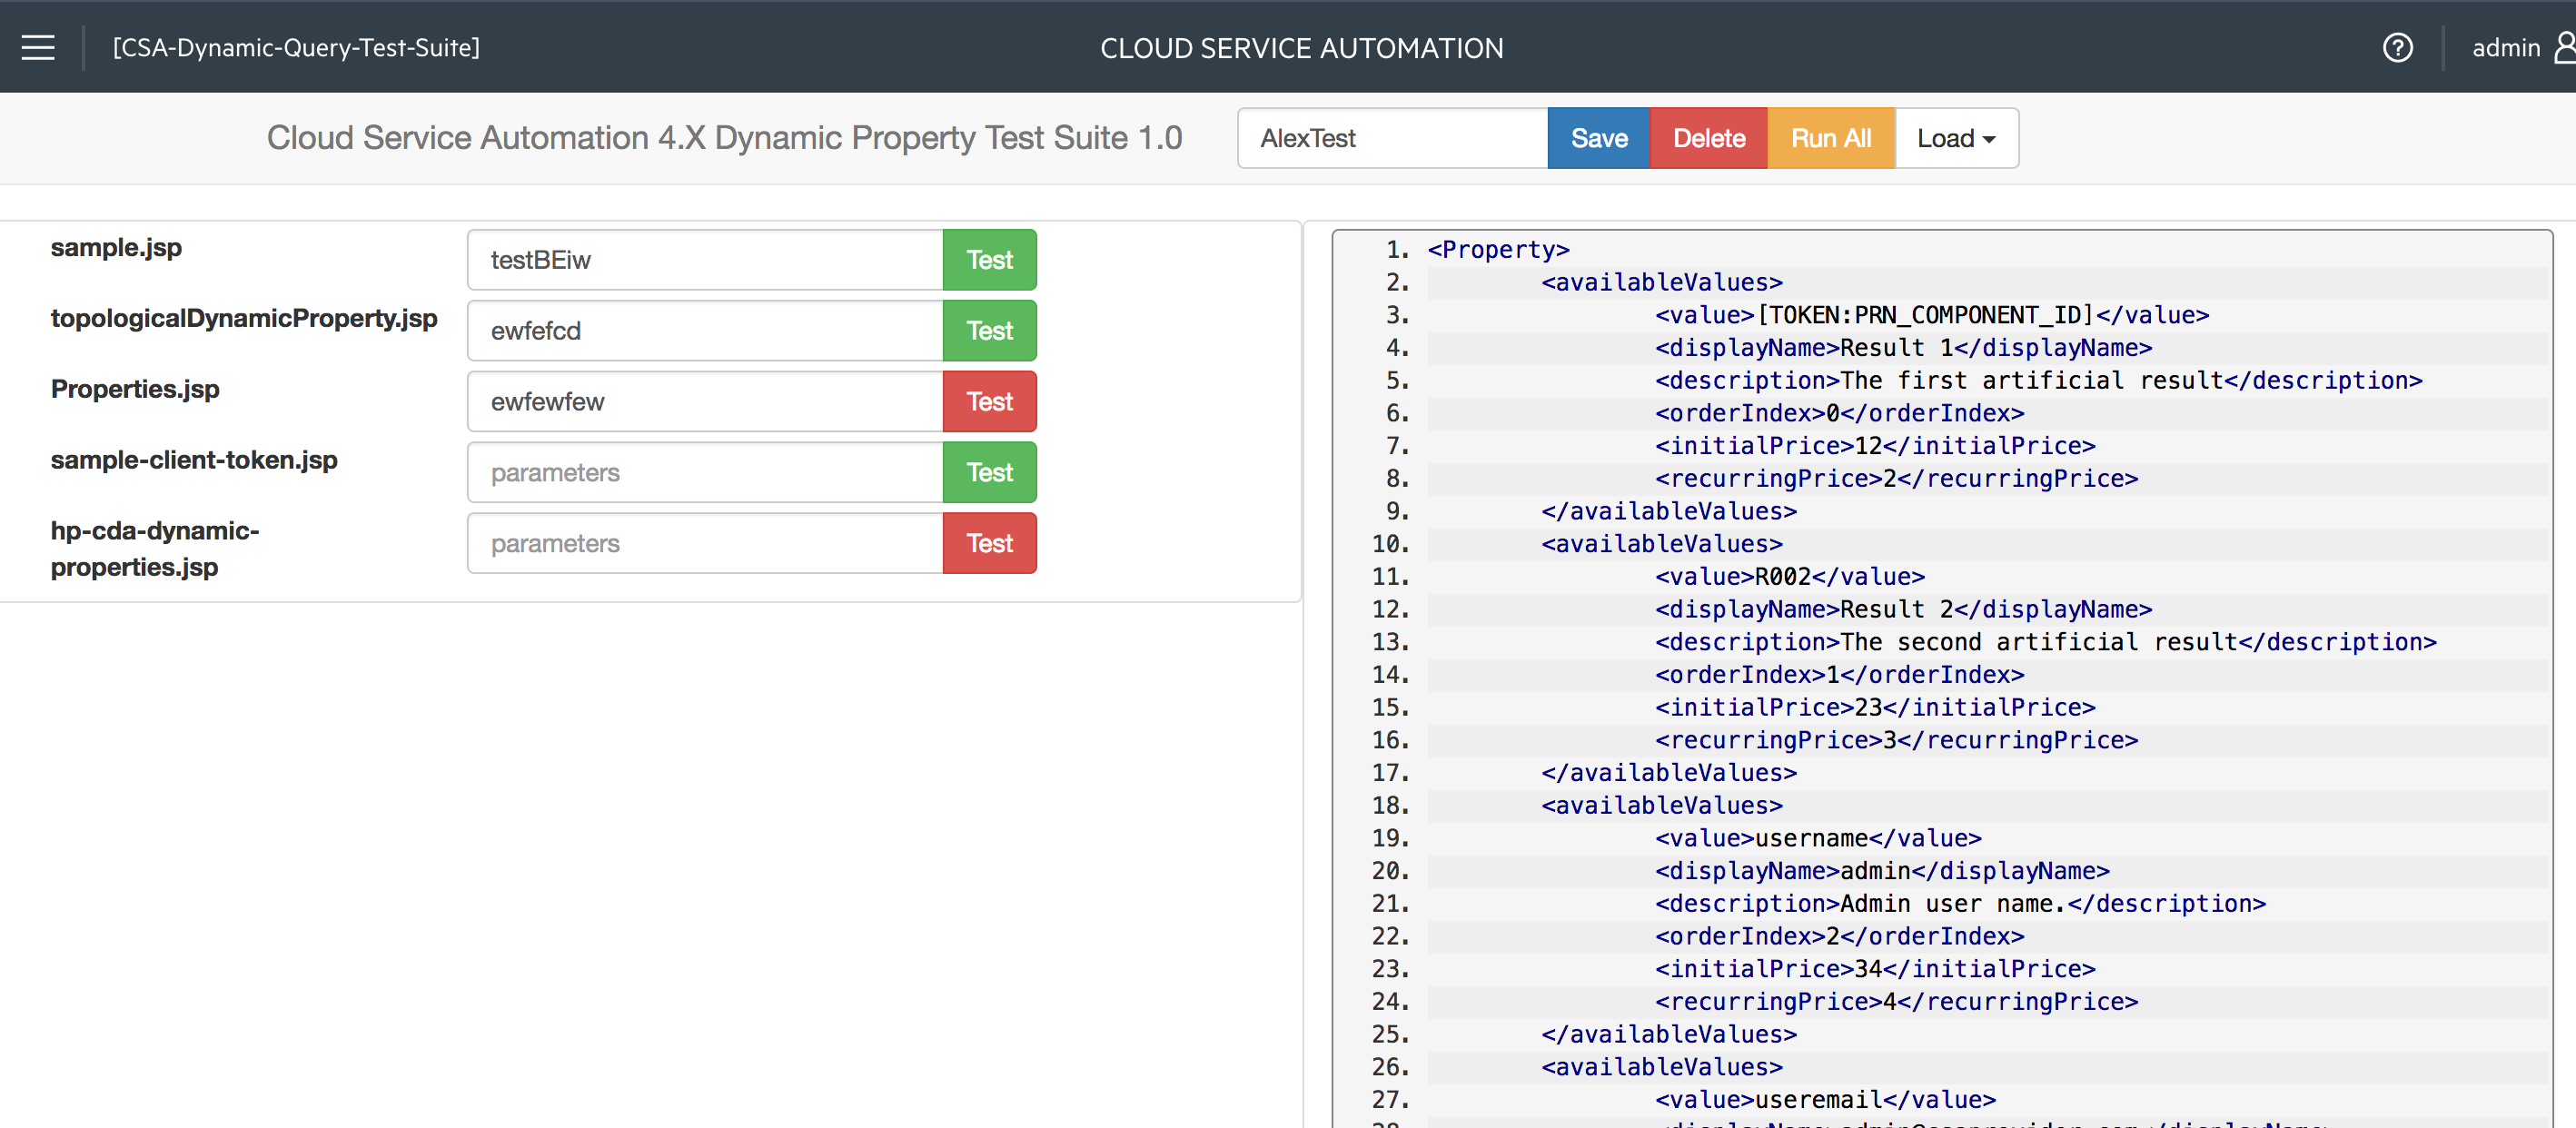 [CSA-Dynamic-Query-Test-Suite]
CLOUD SERVICE AUTOMATION
admin
Cloud Service Automation 4.X Dynamic Property Test Suite 1.0
AlexTest
Save
Delete
Run All
Load
sample.jsp
testBEiw
Test
topologicalDynamicProperty.jsp
ewfefcd
Test
Properties.jsp
ewfewfew
Test
sample-client-token.jsp
parameters
Test
hp-cda-dynamic-
properties.jsp
parameters
Test
1. <Property>
2. <availableValues>
3. <value>[TOKEN:PRN_COMPONENT_ID]</value>
4. <displayName>Result 1</displayName>
5. <description>The first artificial result</description>
6. <orderIndex>0</orderIndex>
7. <initialPrice>12</initialPrice>
8. <recurringPrice>2</recurringPrice>
9. </availableValues>
10. <availableValues>
11. <value>R002</value>
12. <displayName>Result 2</displayName>
13. <description>The second artificial result</description>
14. <orderIndex>1</orderIndex>
15. <initialPrice>23</initialPrice>
16. <recurringPrice>3</recurringPrice>
17. </availableValues>
18. <availableValues>
19. <value>username</value>
20. <displayName>admin</displayName>
21. <description>Admin user name.</description>
22. <orderIndex>2</orderIndex>
23. <initialPrice>34</initialPrice>
24. <recurringPrice>4</recurringPrice>
25. </availableValues>
26. <availableValues>
27. <value>useremail</value>